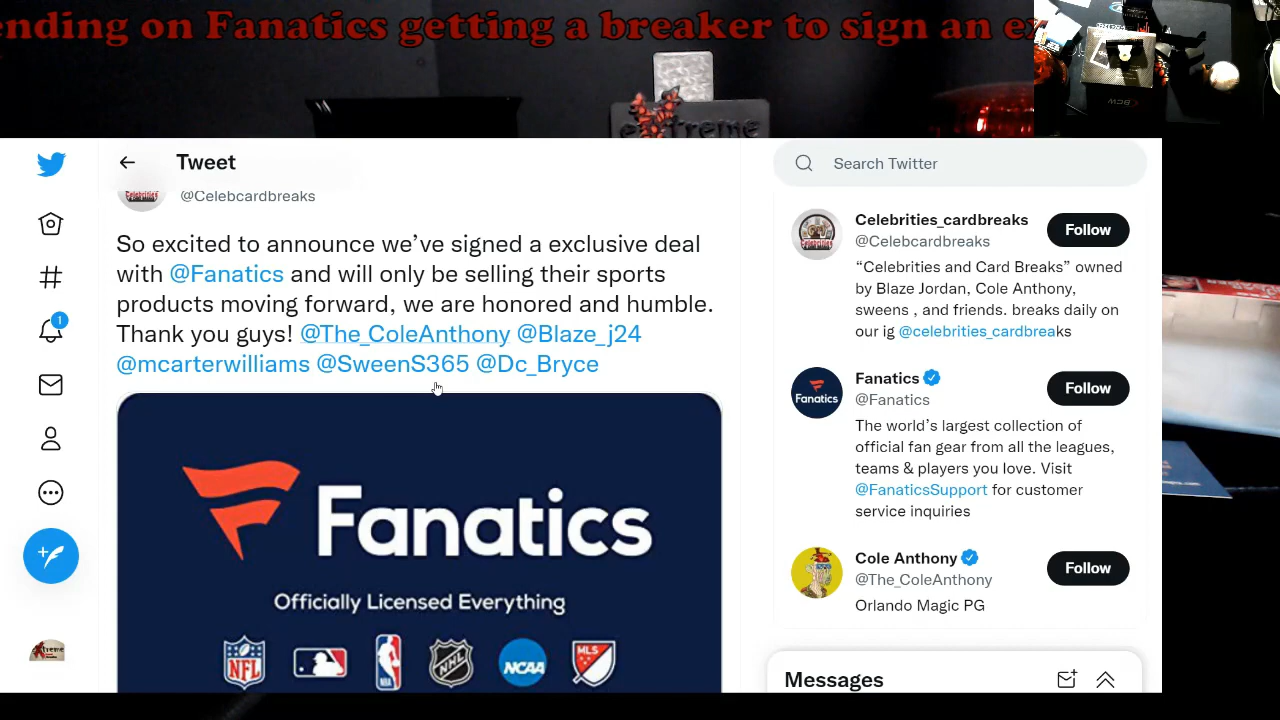 ending on Fanatics getting a breaker to sign an ex
extreme
BCW
Tweet
Search Twitter
@Celebcardbreaks
So excited to announce we’ve signed a exclusive deal
with @Fanatics and will only be selling their sports
products moving forward, we are honored and humble.
Thank you guys! @The_ColeAnthony @Blaze_j24
@mcarterwilliams @SweenS365 @Dc_Bryce
Fanatics
Officially Licensed Everything
NFL
NHL
NCAA
MLS
1
Celebrities_cardbreaks
@Celebcardbreaks
Follow
“Celebrities and Card Breaks” owned
by Blaze Jordan, Cole Anthony,
sweens , and friends. breaks daily on
our ig @celebrities_cardbreaks
Fanatics
Fanatics
@Fanatics
Follow
The world’s largest collection of
official fan gear from all the leagues,
teams & players you love. Visit
@FanaticsSupport for customer
service inquiries
Cole Anthony
@The_ColeAnthony
Follow
Orlando Magic PG
Messages